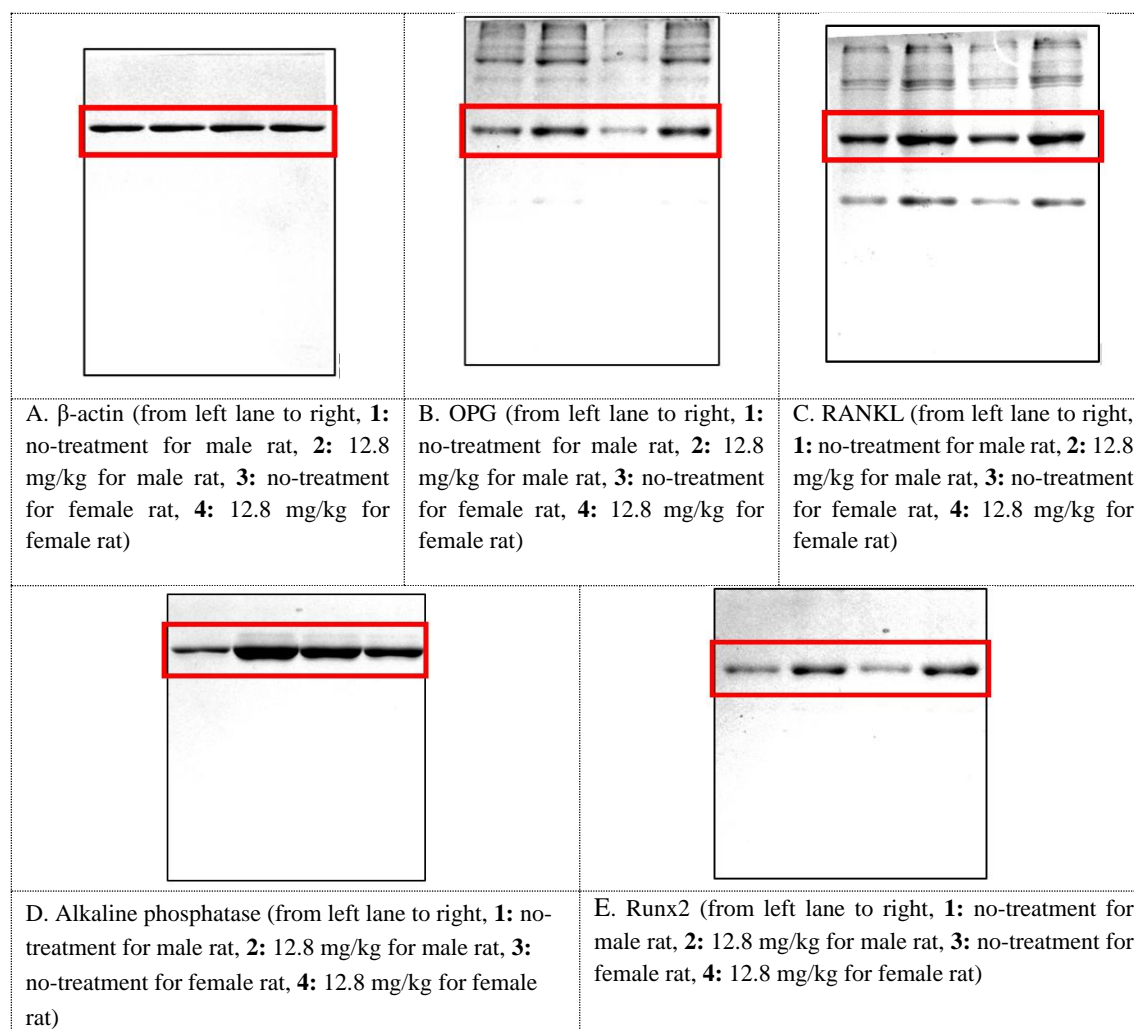 A. β-actin (from left lane to right, 1:
no-treatment for male rat, 2: 12.8
mg/kg for male rat, 3: no-treatment
for female rat, 4: 12.8 mg/kg for
female rat)
B. OPG (from left lane to right, 1:
no-treatment for male rat, 2: 12.8
mg/kg for male rat, 3: no-treatment
for female rat, 4: 12.8 mg/kg for
female rat)
C. RANKL (from left lane to right,
1: no-treatment for male rat, 2: 12.8
mg/kg for male rat, 3: no-treatment
for female rat, 4: 12.8 mg/kg for
female rat)
D. Alkaline phosphatase (from left lane to right, 1: no-
treatment for male rat, 2: 12.8 mg/kg for male rat, 3:
no-treatment for female rat, 4: 12.8 mg/kg for female
rat)
E. Runx2 (from left lane to right, 1: no-treatment for
male rat, 2: 12.8 mg/kg for male rat, 3: no-treatment for
female rat, 4: 12.8 mg/kg for female rat)